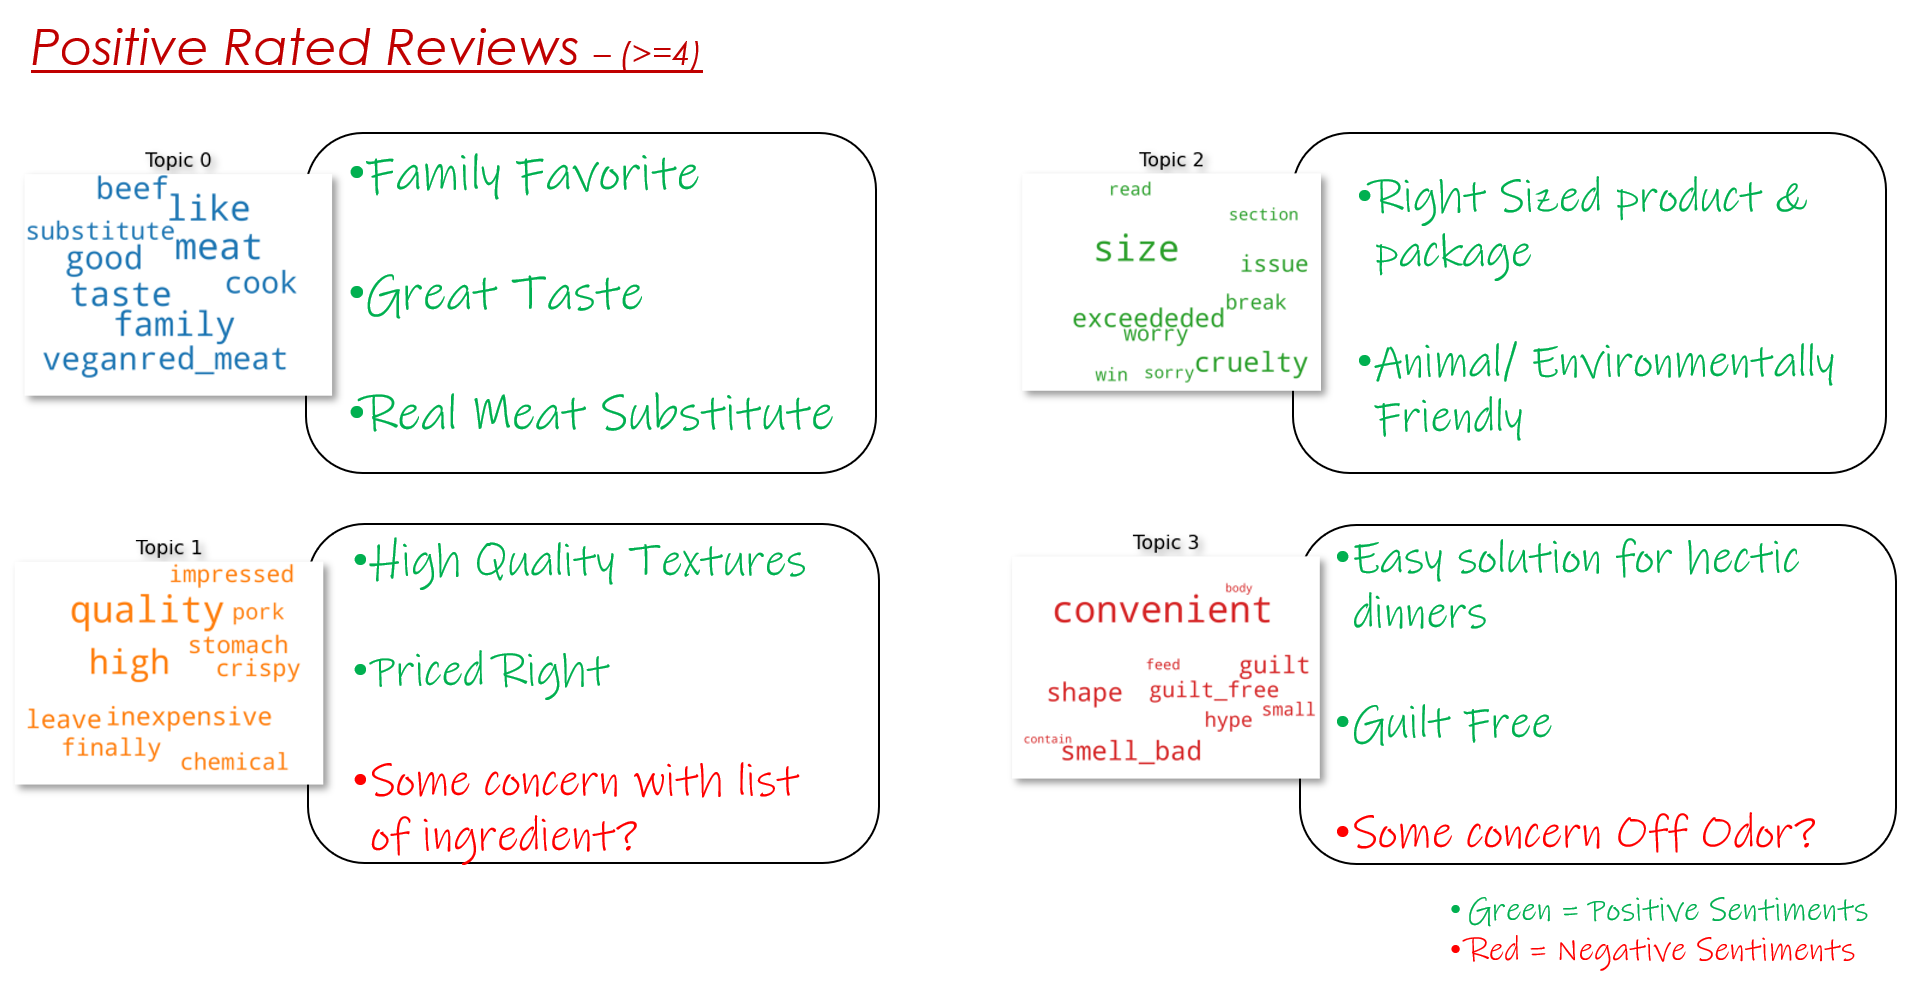 Positive Rated Reviews – (>=4)
Topic 0
beef
like
substitute
meat
good
cook
taste
family
veganred_meat
•Family Favorite
•Great Taste
•Real Meat Substitute
Topic 2
read
section
size
issue
break
exceededed
worry
cruelty
win
sorry
•Right Sized product &
package
•Animal/ Environmentally
Friendly
Topic 1
impressed
quality
pork
stomach
high
crispy
leave
inexpensive
finally
chemical
•High Quality Textures
•Priced Right
•Some concern with list
of ingredient?
Topic 3
body
convenient
feed
guilt
shape
guilt_free
small
hype
contain
smell_bad
•Easy solution for hectic
dinners
•Guilt Free
•Some concern Off Odor?
• Green = Positive Sentiments
•Red = Negative Sentiments